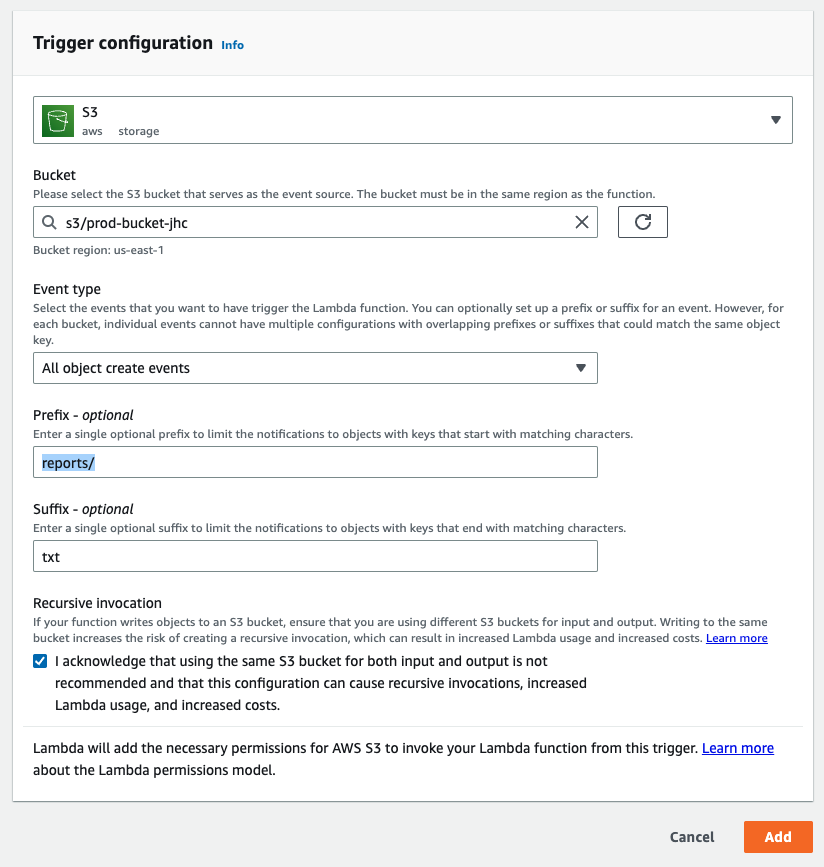 Trigger configuration Info
S3
aws storage
Bucket
Please select the S3 bucket that serves as the event source. The bucket must be in the same region as the function.
s3/prod-bucket-jhc
Bucket region: us-east-1
Event type
Select the events that you want to have trigger the Lambda function. You can optionally set up a prefix or suffix for an event. However, for
each bucket, individual events cannot have multiple configurations with overlapping prefixes or suffixes that could match the same object
key.
All object create events
Prefix - optional
Enter a single optional prefix to limit the notifications to objects with keys that start with matching characters.
reports/
Suffix - optional
Enter a single optional suffix to limit the notifications to objects with keys that end with matching characters.
txt
Recursive invocation
If your function writes objects to an S3 bucket, ensure that you are using different S3 buckets for input and output. Writing to the same
bucket increases the risk of creating a recursive invocation, which can result in increased Lambda usage and increased costs. Learn more
I acknowledge that using the same S3 bucket for both input and output is not
recommended and that this configuration can cause recursive invocations, increased
Lambda usage, and increased costs.
Lambda will add the necessary permissions for AWS S3 to invoke your Lambda function from this trigger. Learn more
about the Lambda permissions model.
Cancel Add